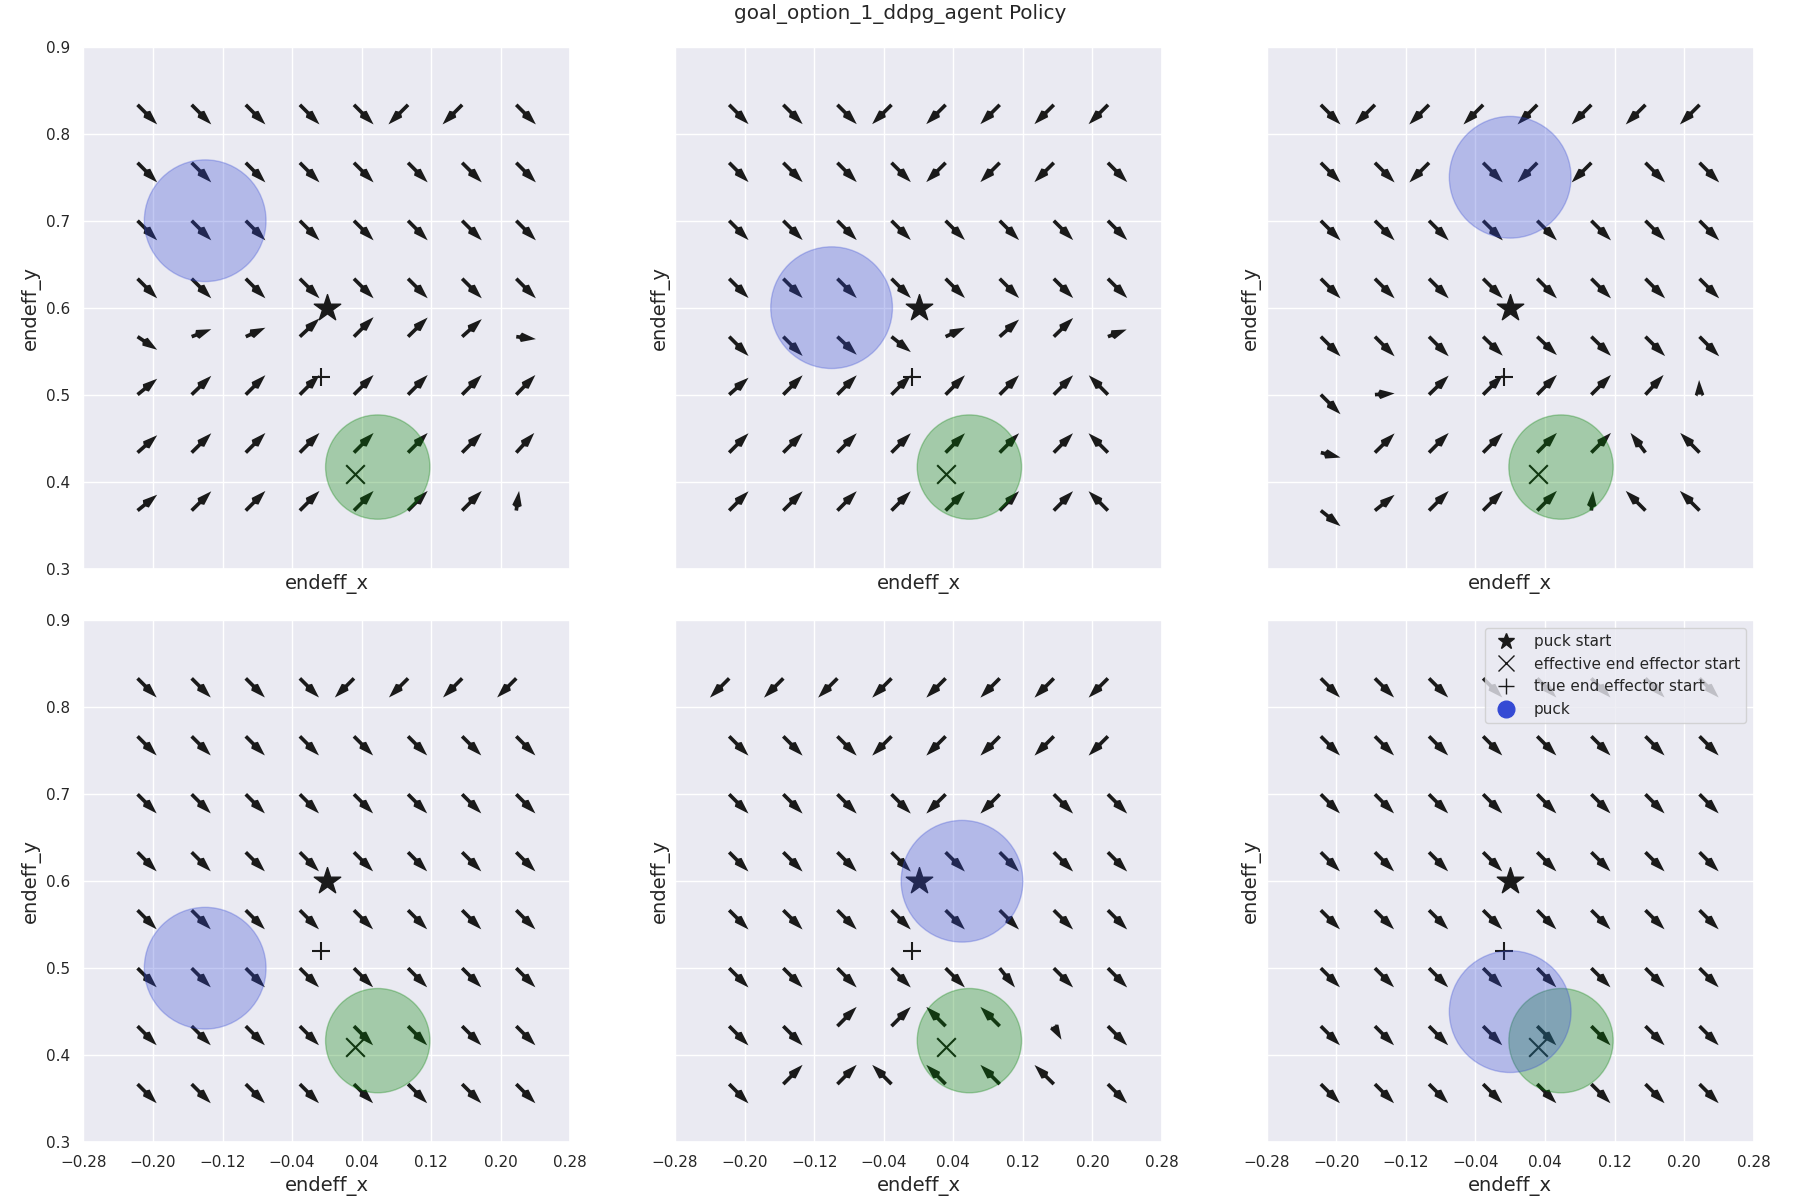 goal_option_1_ddpg_agent Policy
0.9
0.8
0.7
0.6
0.5
0.4
0.3
endeff_y
endeff_x
endeff_y
endeff_x
endeff_y
endeff_x
0.9
0.8
0.7
0.6
0.5
0.4
0.3
endeff_y
−0.28 −0.20 −0.12 −0.04 0.04 0.12 0.20 0.28
endeff_x
endeff_y
−0.28 −0.20 −0.12 −0.04 0.04 0.12 0.20 0.28
endeff_x
endeff_y
puck start
effective end effector start
true end effector start
puck
−0.28 −0.20 −0.12 −0.04 0.04 0.12 0.20 0.28
endeff_x